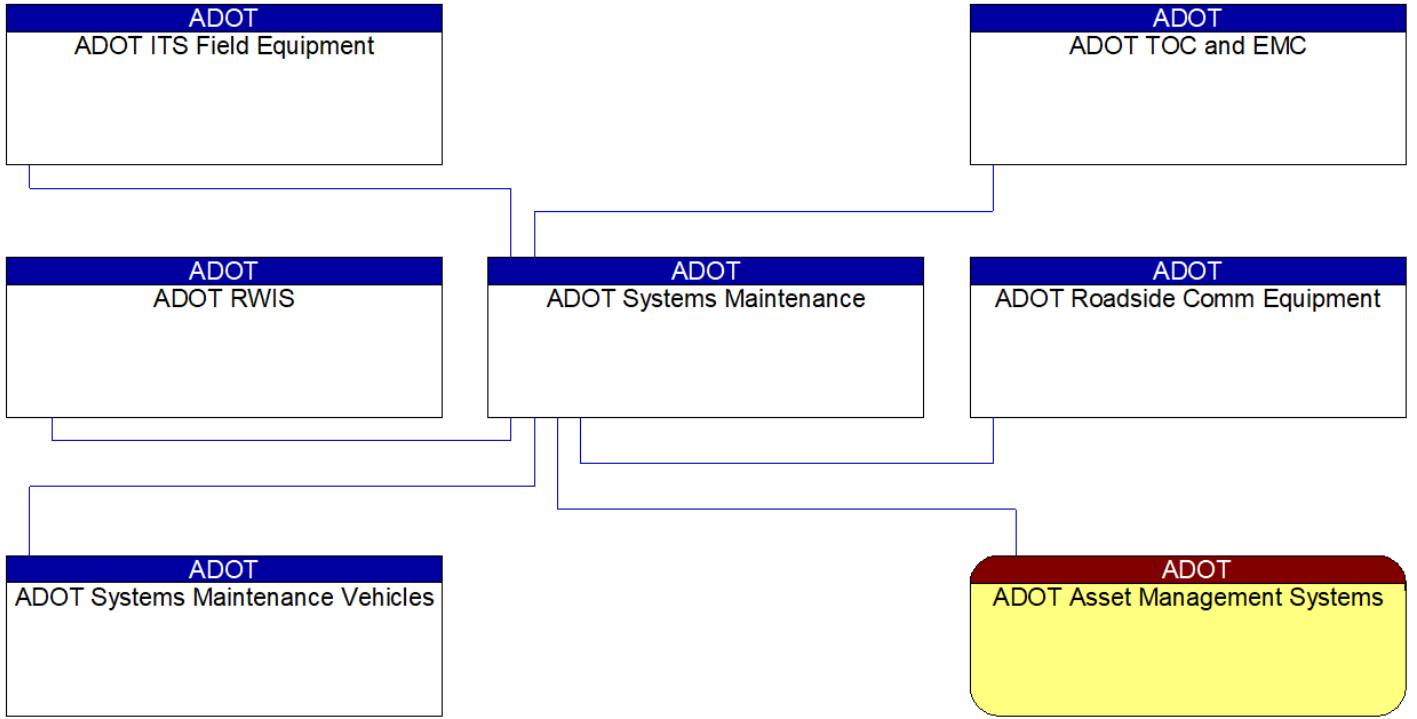 ADOT
ADOT ITS Field Equipment
ADOT
ADOT TOC and EMC
ADOT
ADOT RWIS
ADOT
ADOT Systems Maintenance
ADOT
ADOT Roadside Comm Equipment
ADOT
ADOT Systems Maintenance Vehicles
ADOT
ADOT Asset Management Systems